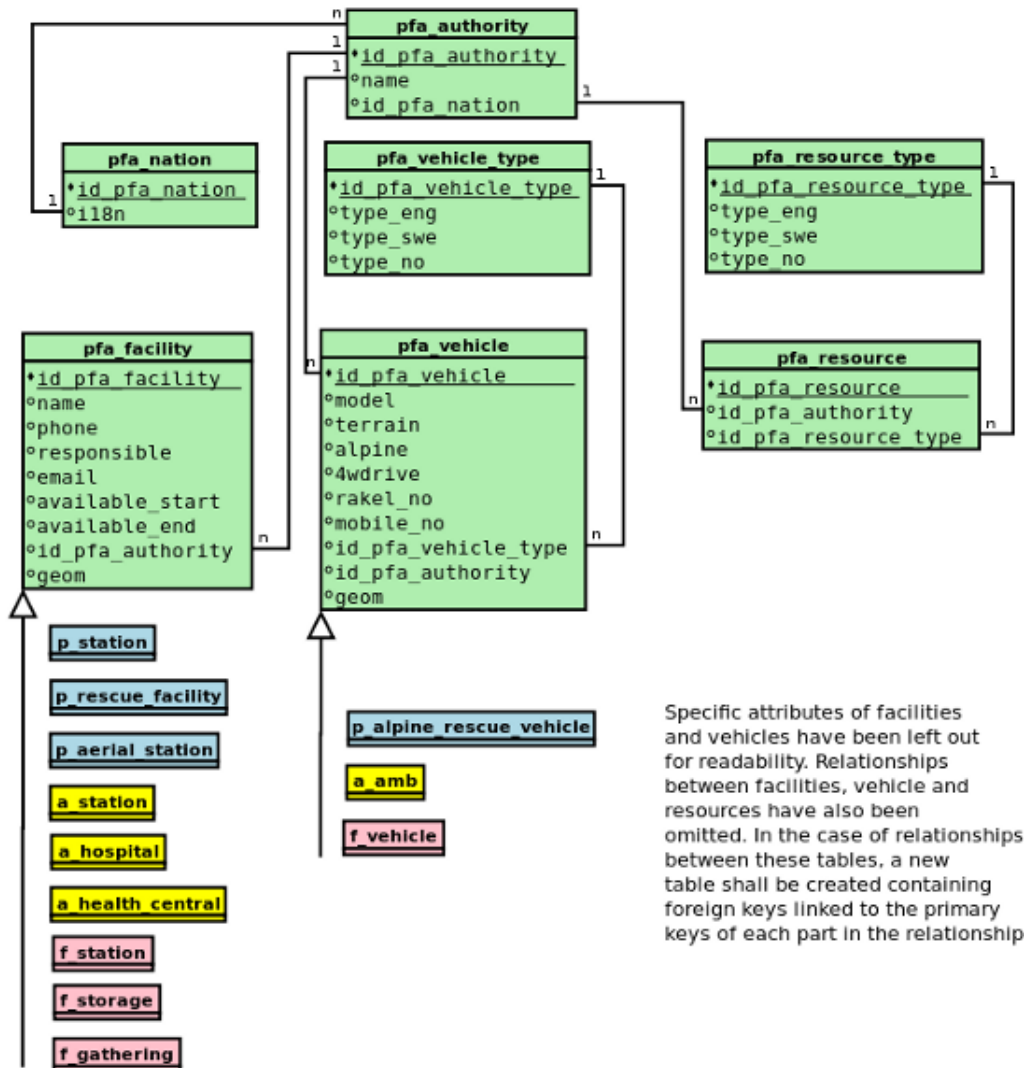 n
pfa_authority
1
id_pfa_authority
1
name
id_pfa_nation
1
pfa_nation
id_pfa_nation
1
i18n
pfa_vehicle_type
id_pfa_vehicle_type
1
type_eng
type_swe
type_no
pfa_resource_type
id_pfa_resource_type
1
type_eng
type_swe
type_no
pfa_facility
id_pfa_facility
name
phone
responsible
email
available_start
available_end
id_pfa_authority
n
geom
pfa_vehicle
n
id_pfa_vehicle
model
terrain
alpine
4wdrive
rakel_no
mobile_no
id_pfa_vehicle_type
n
id_pfa_authority
geom
pfa_resource
id_pfa_resource
n
id_pfa_authority
id_pfa_resource_type
n
p_station
p_rescue_facility
p_aerial_station
a_station
a_hospital
a_health_central
f_station
f_storage
f_gathering
p_alpine_rescue_vehicle
a_amb
f_vehicle
Specific attributes of facilities
and vehicles have been left out
for readability. Relationships
between facilities, vehicle and
resources have also been
omitted. In the case of relationships
between these tables, a new
table shall be created containing
foreign keys linked to the primary
keys of each part in the relationship